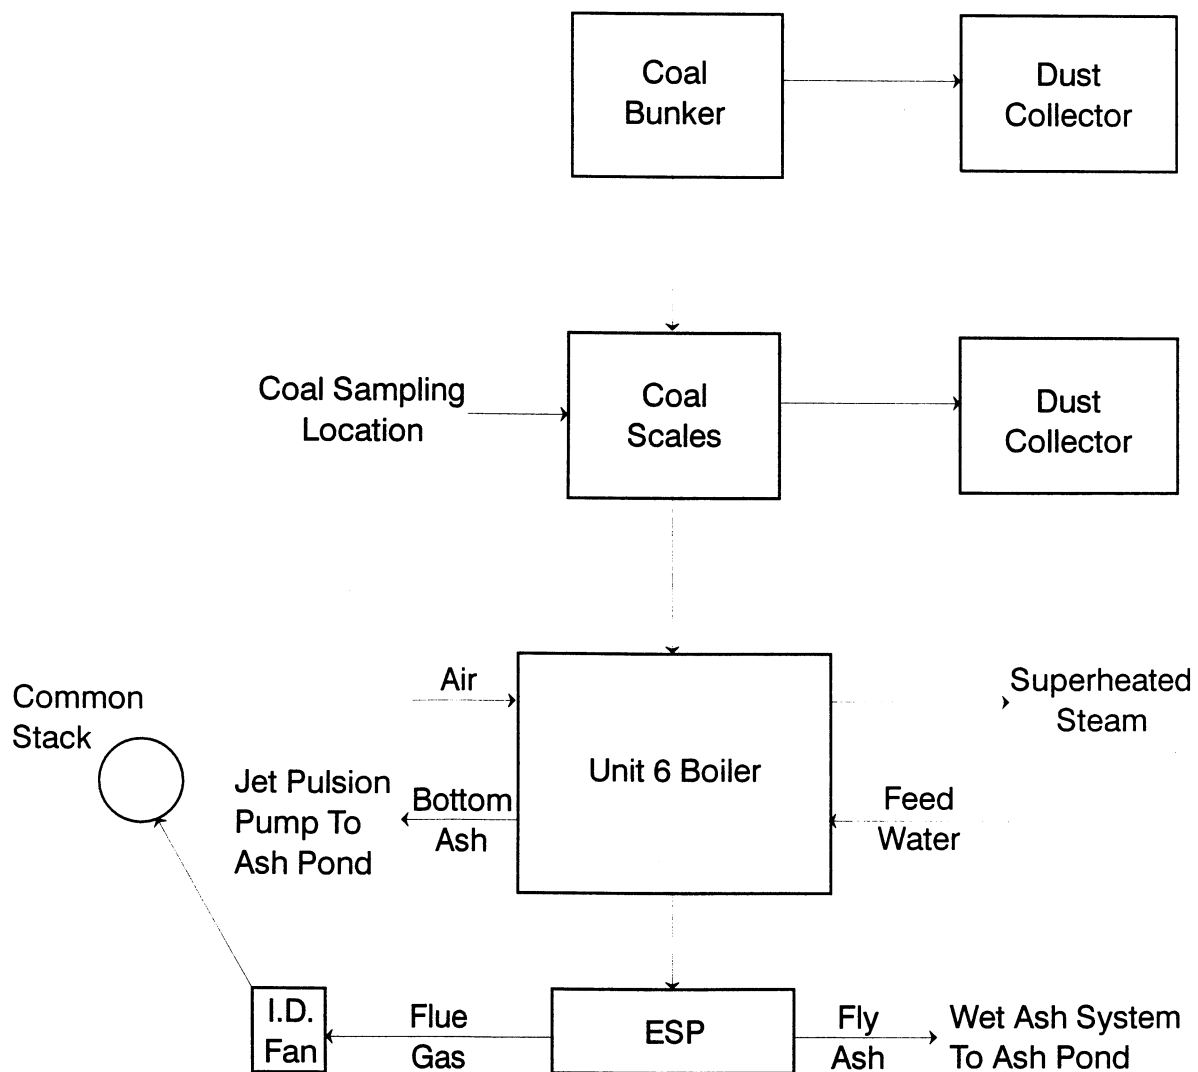 Coal
Bunker
Dust
Collector
Coal Sampling
Location
Coal
Scales
Dust
Collector
Common
Stack
Air
Superheated
Steam
Unit 6 Boiler
Jet Pulsion
Pump To
Ash Pond
Bottom
Ash
Feed
Water
I.D.
Fan
Flue
Gas
ESP
Fly
Ash
Wet Ash System
To Ash Pond